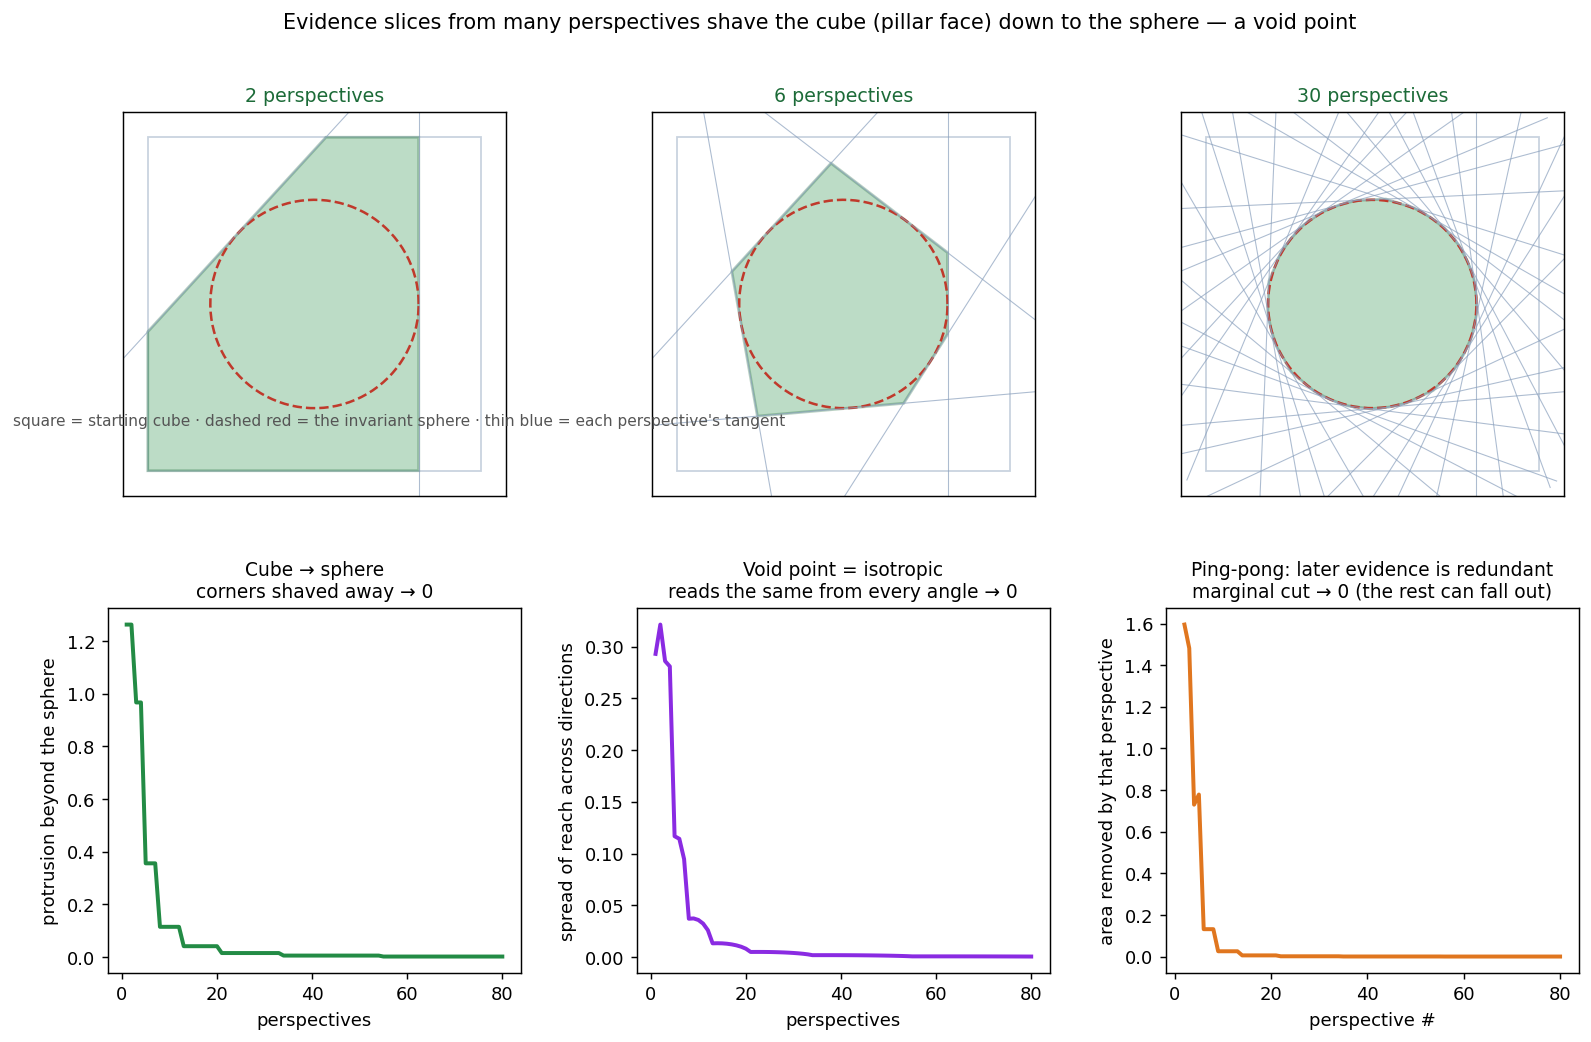 Evidence slices from many perspectives shave the cube (pillar face) down to the sphere — a void point
2 perspectives
6 perspectives
30 perspectives
square = starting cube · dashed red = the invariant sphere · thin blue = each perspective's tangent
Cube → sphere
corners shaved away → 0
protrusion beyond the sphere
1.2
1.0
0.8
0.6
0.4
0.2
0.0
0
20
40
60
80
perspectives
Void point = isotropic
reads the same from every angle → 0
spread of reach across directions
0.30
0.25
0.20
0.15
0.10
0.05
0.00
0
20
40
60
80
perspectives
Ping-pong: later evidence is redundant
marginal cut → 0 (the rest can fall out)
area removed by that perspective
1.6
1.4
1.2
1.0
0.8
0.6
0.4
0.2
0.0
0
20
40
60
80
perspective #